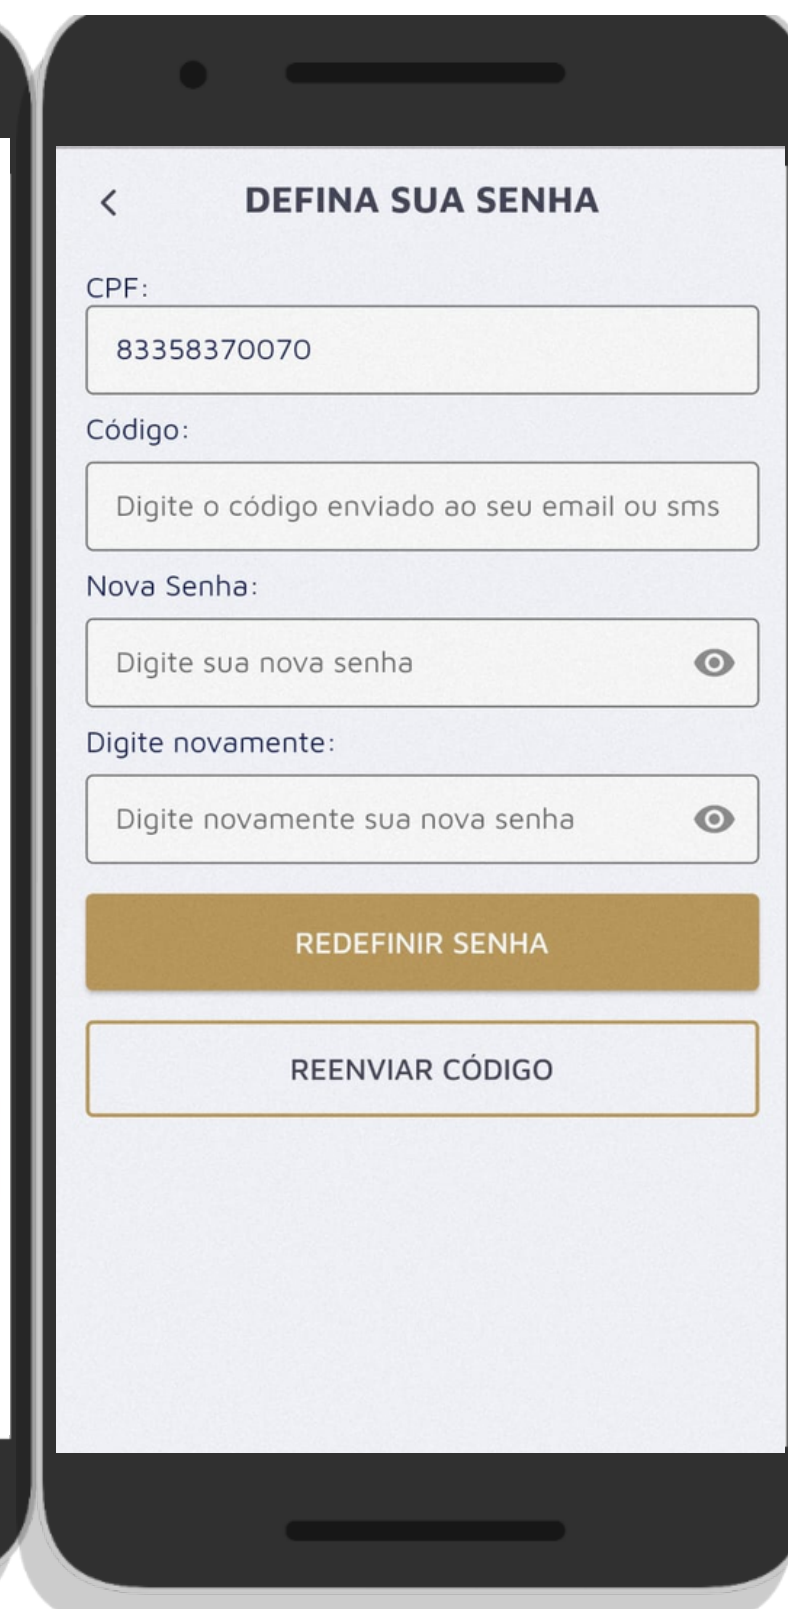 DEFINA SUA SENHA
CPF:
83358370070
Código:
Digite o código enviado ao seu email ou sms
Nova Senha:
Digite sua nova senha
Digite novamente:
Digite novamente sua nova senha
REDEFINIR SENHA
REENVIAR CÓDIGO